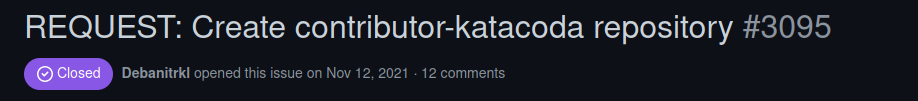 REQUEST: Create contributor-katacoda repository #3095
Closed Debanitrkl opened this issue on Nov 12, 2021 · 12 comments